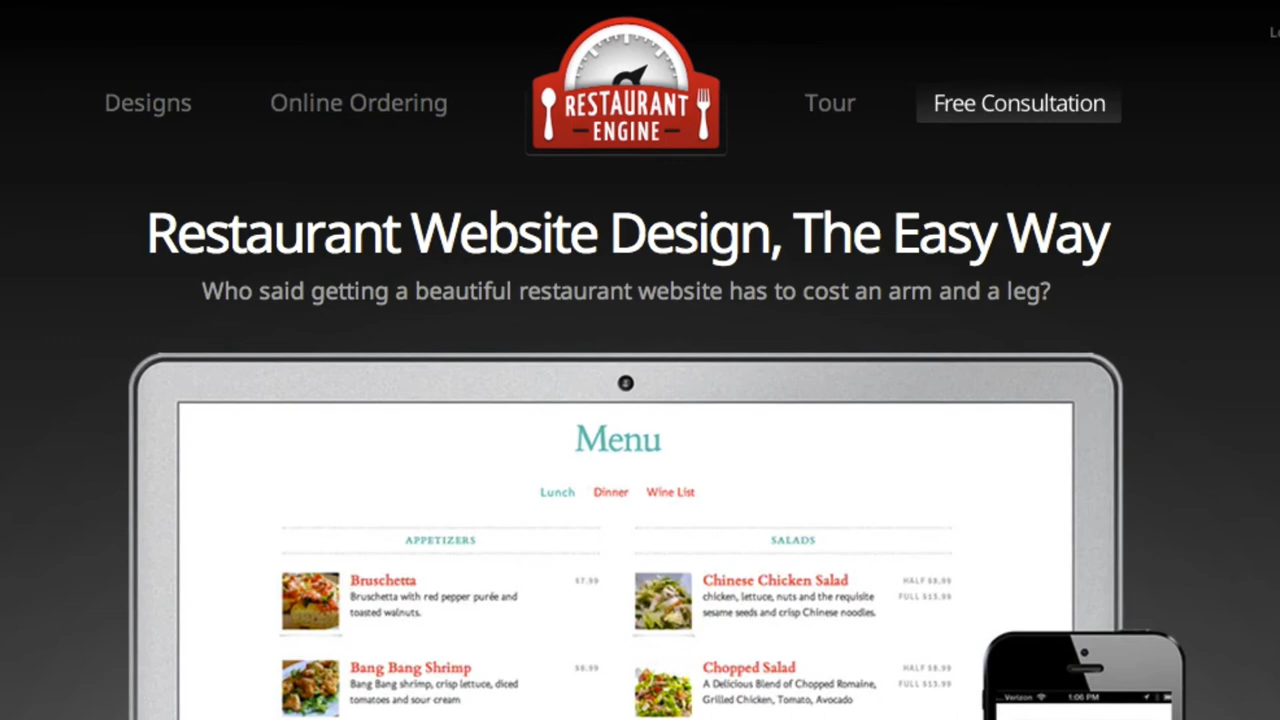 Designs
Online Ordering
RESTAURANT
ENGINE
Tour
Free Consultation
Restaurant Website Design, The Easy Way
Who said getting a beautiful restaurant website has to cost an arm and a leg?
Menu
Lunch Dinner Wine List
APPETIZERS
Bruschetta $7.99
Bruschetta with red pepper purée and
toasted walnuts.
Bang Bang Shrimp $8.99
Bang Bang shrimp, crisp lettuce, diced
tomatoes and sour cream
SALADS
Chinese Chicken Salad HALF $8.99
chicken, lettuce, nuts and the requisite FULL $13.99
sesame seeds and crisp Chinese noodles.
Chopped Salad HALF $8.99
A Delicious Blend of Chopped Romaine, FULL $13.99
Grilled Chicken, Tomato, Avocado
Verizon 1:06 PM